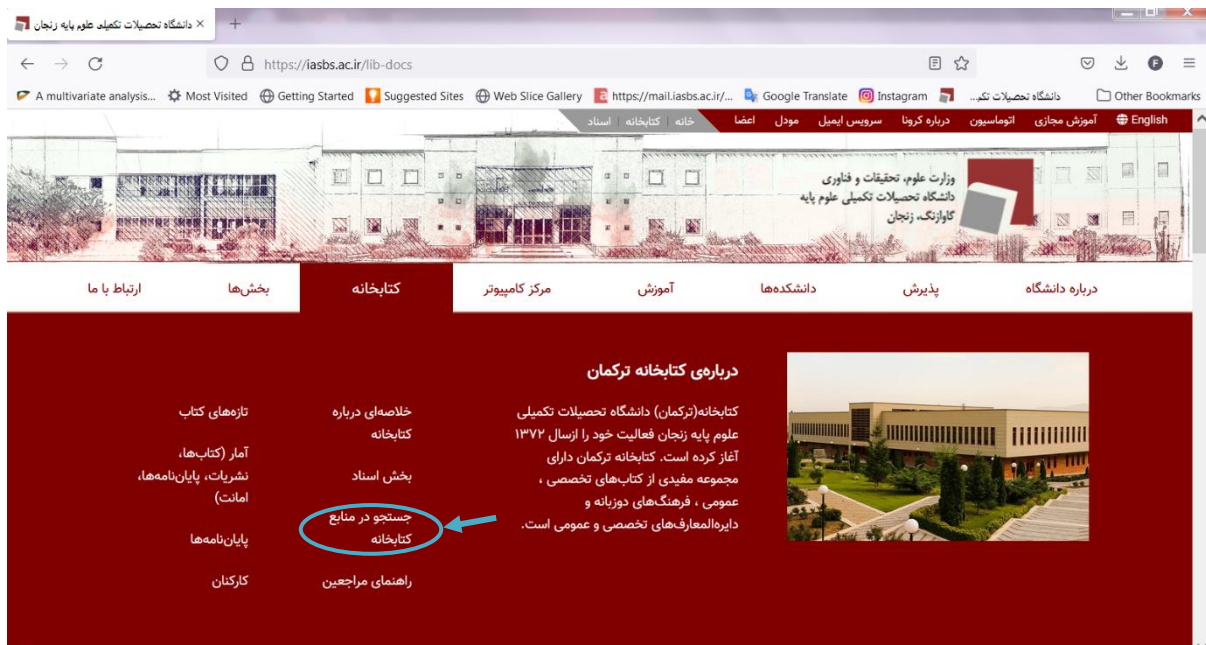 دانشگاه تحصیلات تکمیلی علوم پایه زنجان
https://iasbs.ac.ir/lib-docs
A multivariate analysis...
Most Visited
Getting Started
Suggested Sites
Web Slice Gallery
https://mail.iasbs.ac.ir/...
Google Translate
Instagram
دانشگاه تحصیلات تکم...
Other Bookmarks
English
آموزش مجازی
اتوماسیون
درباره کرونا
سرویس ایمیل
مودل
اعضا
خانه | کتابخانه | اسناد
وزارت علوم، تحقیقات و فناوری
دانشگاه تحصیلات تکمیلی علوم پایه
گاوازنگ، زنجان
درباره دانشگاه
پذیرش
دانشکده‌ها
آموزش
مرکز کامپیوتر
کتابخانه
بخش‌ها
ارتباط با ما
درباره‌ی کتابخانه ترکمان
کتابخانه(ترکمان) دانشگاه تحصیلات تکمیلی
علوم پایه زنجان فعالیت خود را ازسال ۱۳۷۲
آغاز کرده است. کتابخانه ترکمان دارای
مجموعه مفیدی از کتاب‌های تخصصی ،
عمومی ، فرهنگ‌های دوزبانه و
دایره‌المعارف‌های تخصصی و عمومی است.
خلاصه‌ای درباره
کتابخانه
بخش اسناد
جستجو در منابع
کتابخانه
راهنمای مراجعین
تازه‌های کتاب
آمار (کتاب‌ها،
نشریات، پایان‌نامه‌ها،
امانت)
پایان‌نامه‌ها
کارکنان